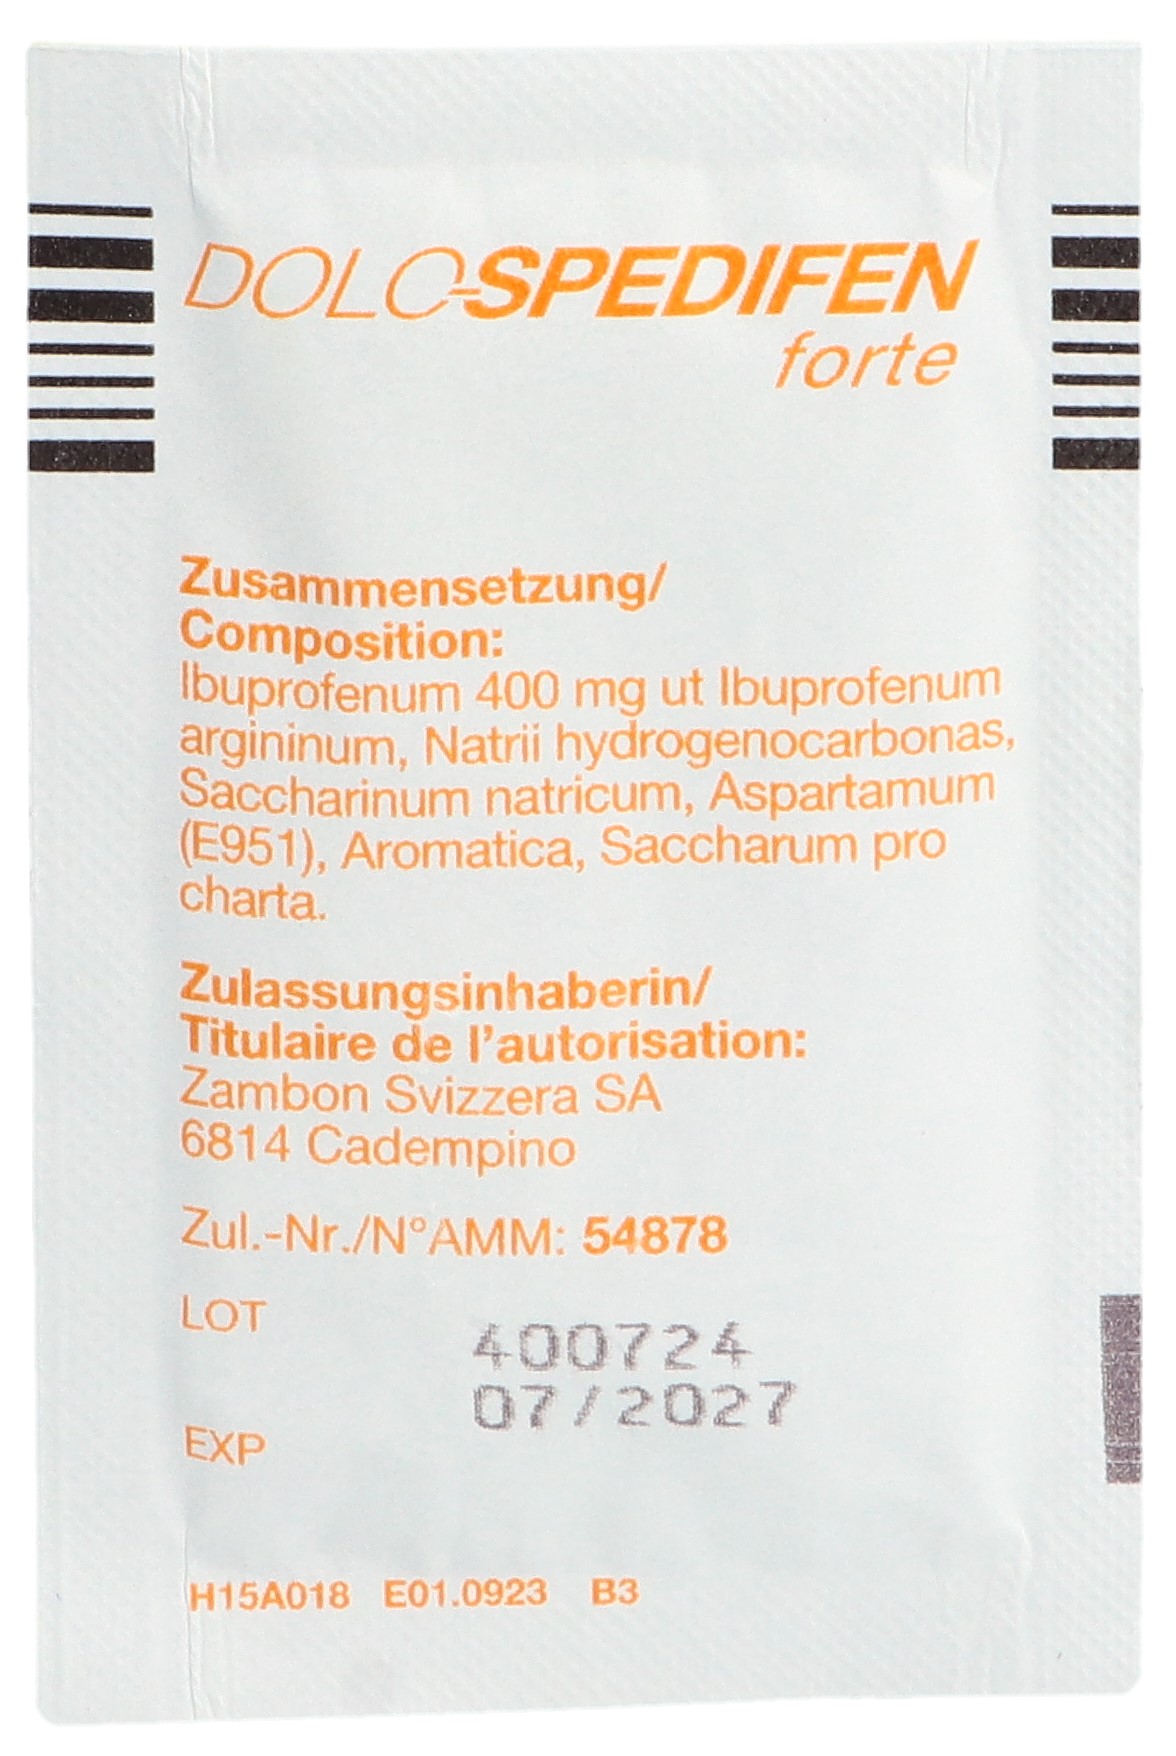 DOLO-SPEDIFEN
forte
Zusammensetzung/
Composition:
Ibuprofenum 400 mg ut Ibuprofenum
argininum, Natrii hydrogenocarbonas,
Saccharinum natricum, Aspartamum
(E951), Aromatica, Saccharum pro
charta.
Zulassungsinhaberin/
Titulaire de l'autorisation:
Zambon Svizzera SA
6814 Cadempino
Zul.-Nr./N°AMM: 54878
LOT
400724
07/2027
EXP
H15A018 E01.0923 B3